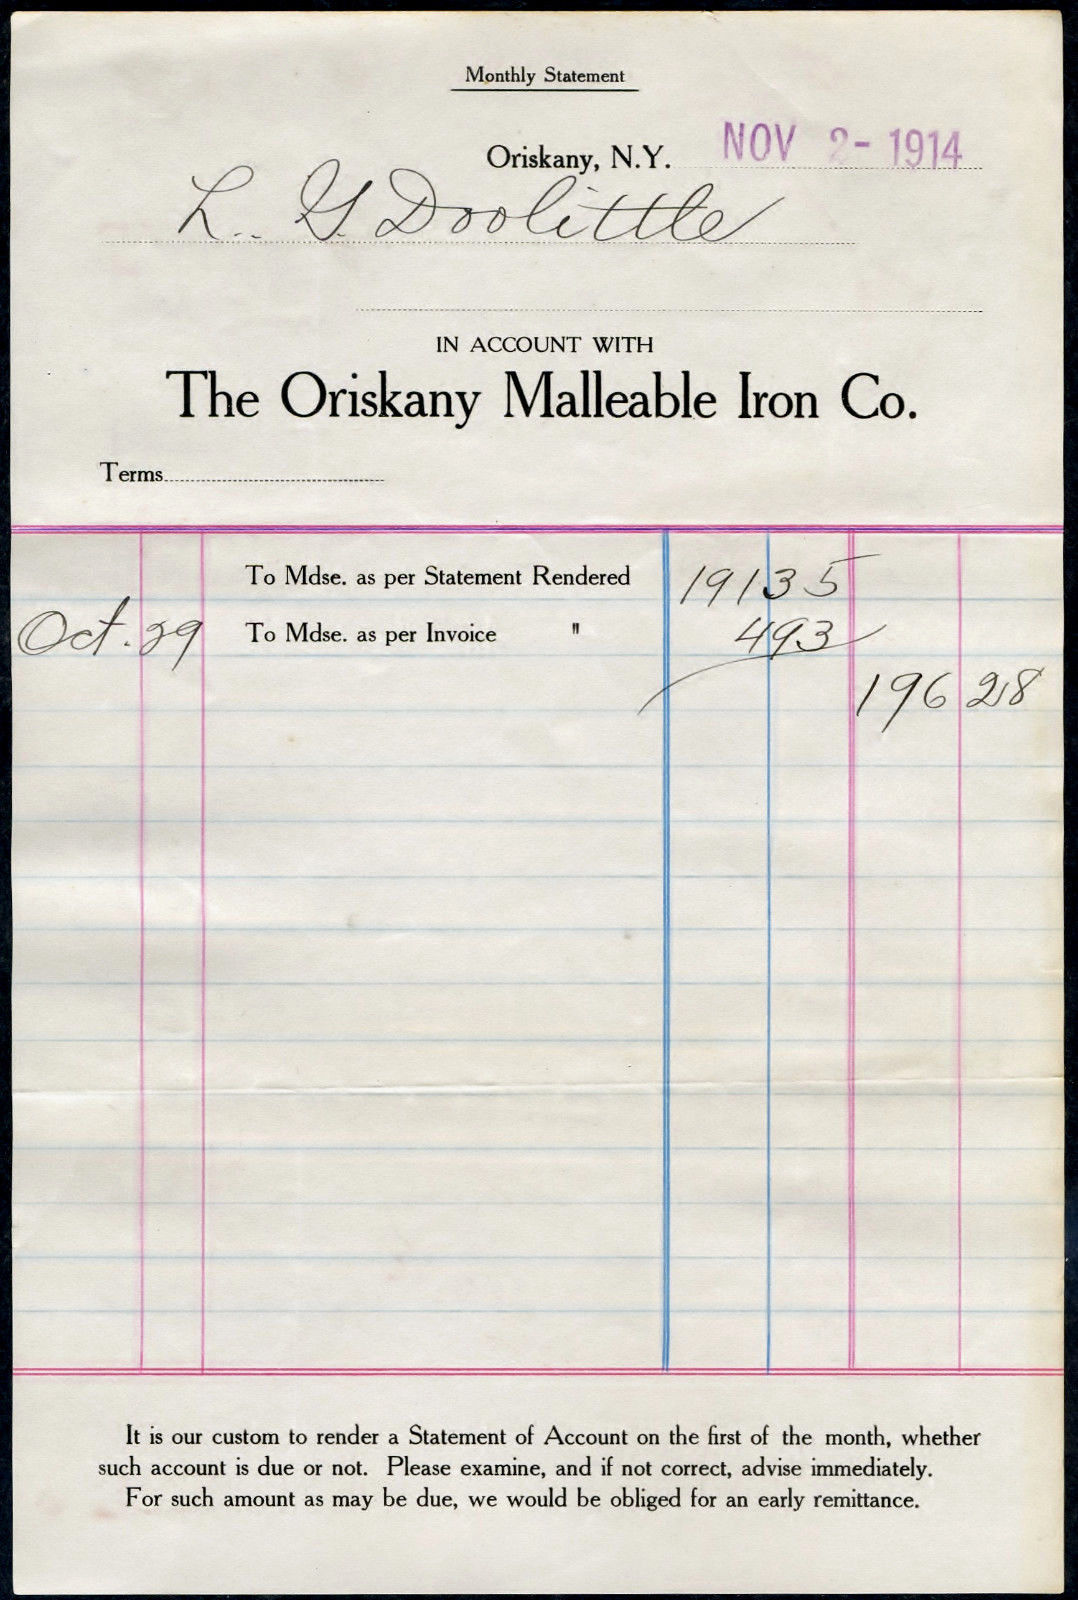 Monthly Statement
Oriskany, N.Y. NOV 2- 1914
L. G. Doolittle
IN ACCOUNT WITH
The Oriskany Malleable Iron Co.
Terms
To Mdse. as per Statement Rendered 191 35
Oct. 29 To Mdse. as per Invoice " 4 93
196 28
It is our custom to render a Statement of Account on the first of the month, whether
such account is due or not. Please examine, and if not correct, advise immediately.
For such amount as may be due, we would be obliged for an early remittance.